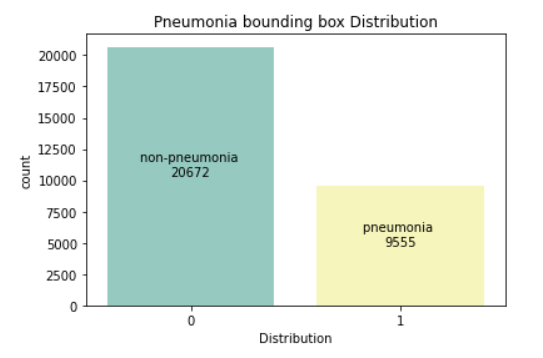 Pneumonia bounding box Distribution
20000
17500
15000
12500
10000
7500
5000
2500
0
count
non-pneumonia
20672
pneumonia
9555
0
1
Distribution